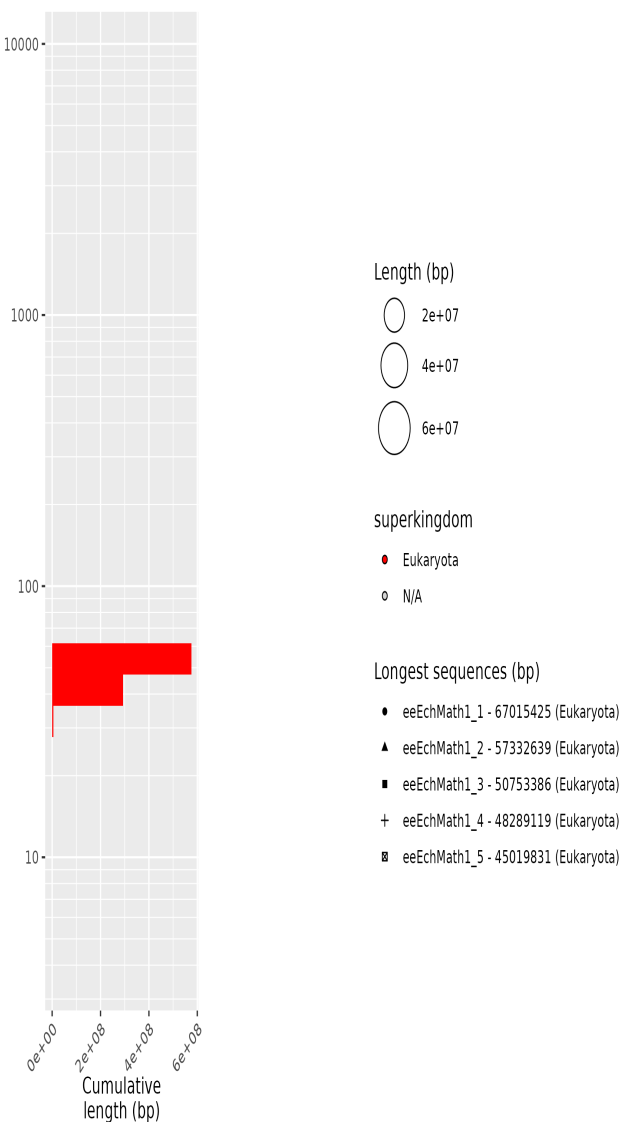 10000
1000
100
10
0e+00
2e+08
4e+08
6e+08
Cumulative
length (bp)
Length (bp)
2e+07
4e+07
6e+07
superkingdom
Eukaryota
N/A
Longest sequences (bp)
eeEchMath1_1 - 67015425 (Eukaryota)
eeEchMath1_2 - 57332639 (Eukaryota)
eeEchMath1_3 - 50753386 (Eukaryota)
eeEchMath1_4 - 48289119 (Eukaryota)
eeEchMath1_5 - 45019831 (Eukaryota)